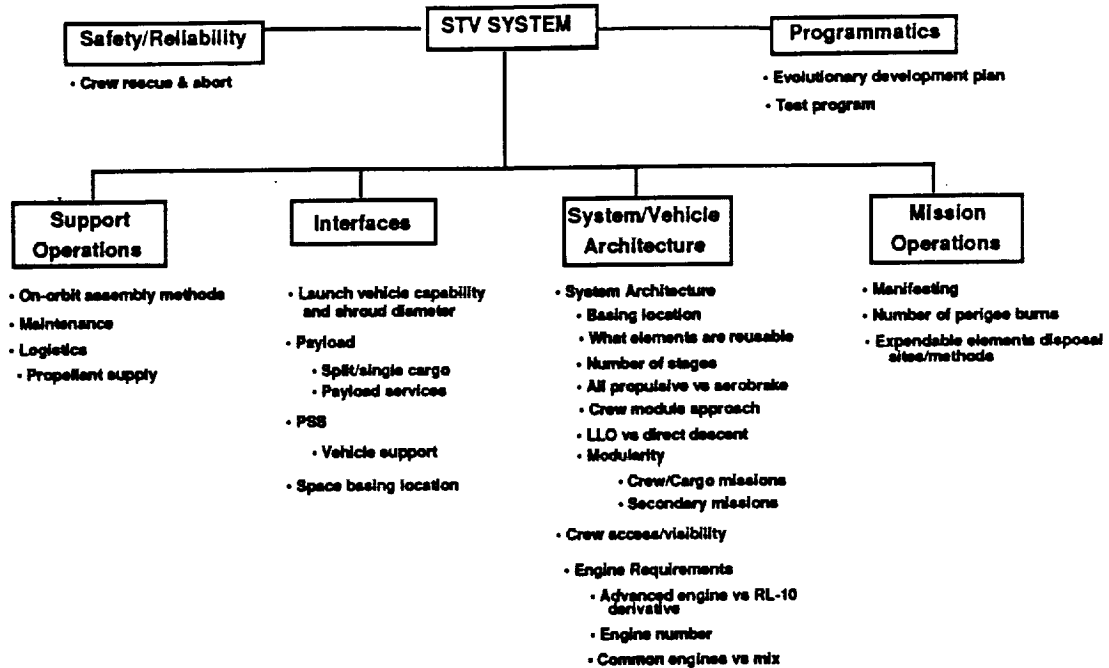 STV SYSTEM
Safety/Reliability
• Crew rescue & abort
Programmatics
• Evolutionary development plan
• Test program
Support
Operations
• On-orbit assembly methods
• Maintenance
• Logistics
• Propellent supply
Interfaces
• Launch vehicle capability
and shroud diameter
• Payload
• Split/single cargo
• Payload services
• PSS
• Vehicle support
• Space basing location
System/Vehicle
Architecture
• System Architecture
• Basing location
• What elements are reusable
• Number of stages
• All propulsive vs aerobrake
• Crew module approach
• LLO vs direct descent
• Modularity
• Crew/Cargo missions
• Secondary missions
• Crew access/visibility
• Engine Requirements
• Advanced engine vs RL-10
derivative
• Engine number
• Common engines vs mix
Mission
Operations
• Manifesting
• Number of perigee burns
• Expendable elements disposal
sites/methods